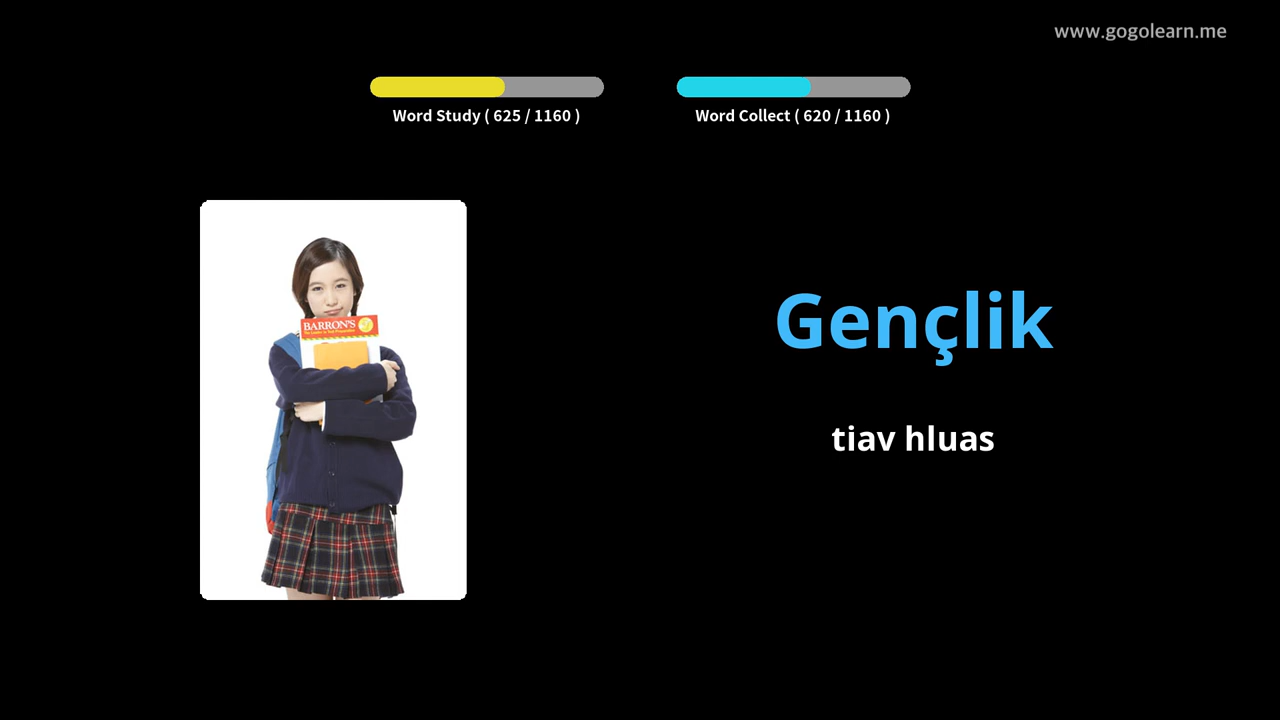 www.gogolearn.me
Word Study ( 625 / 1160 )
Word Collect ( 620 / 1160 )
BARRON'S
Gençlik
tiav hluas